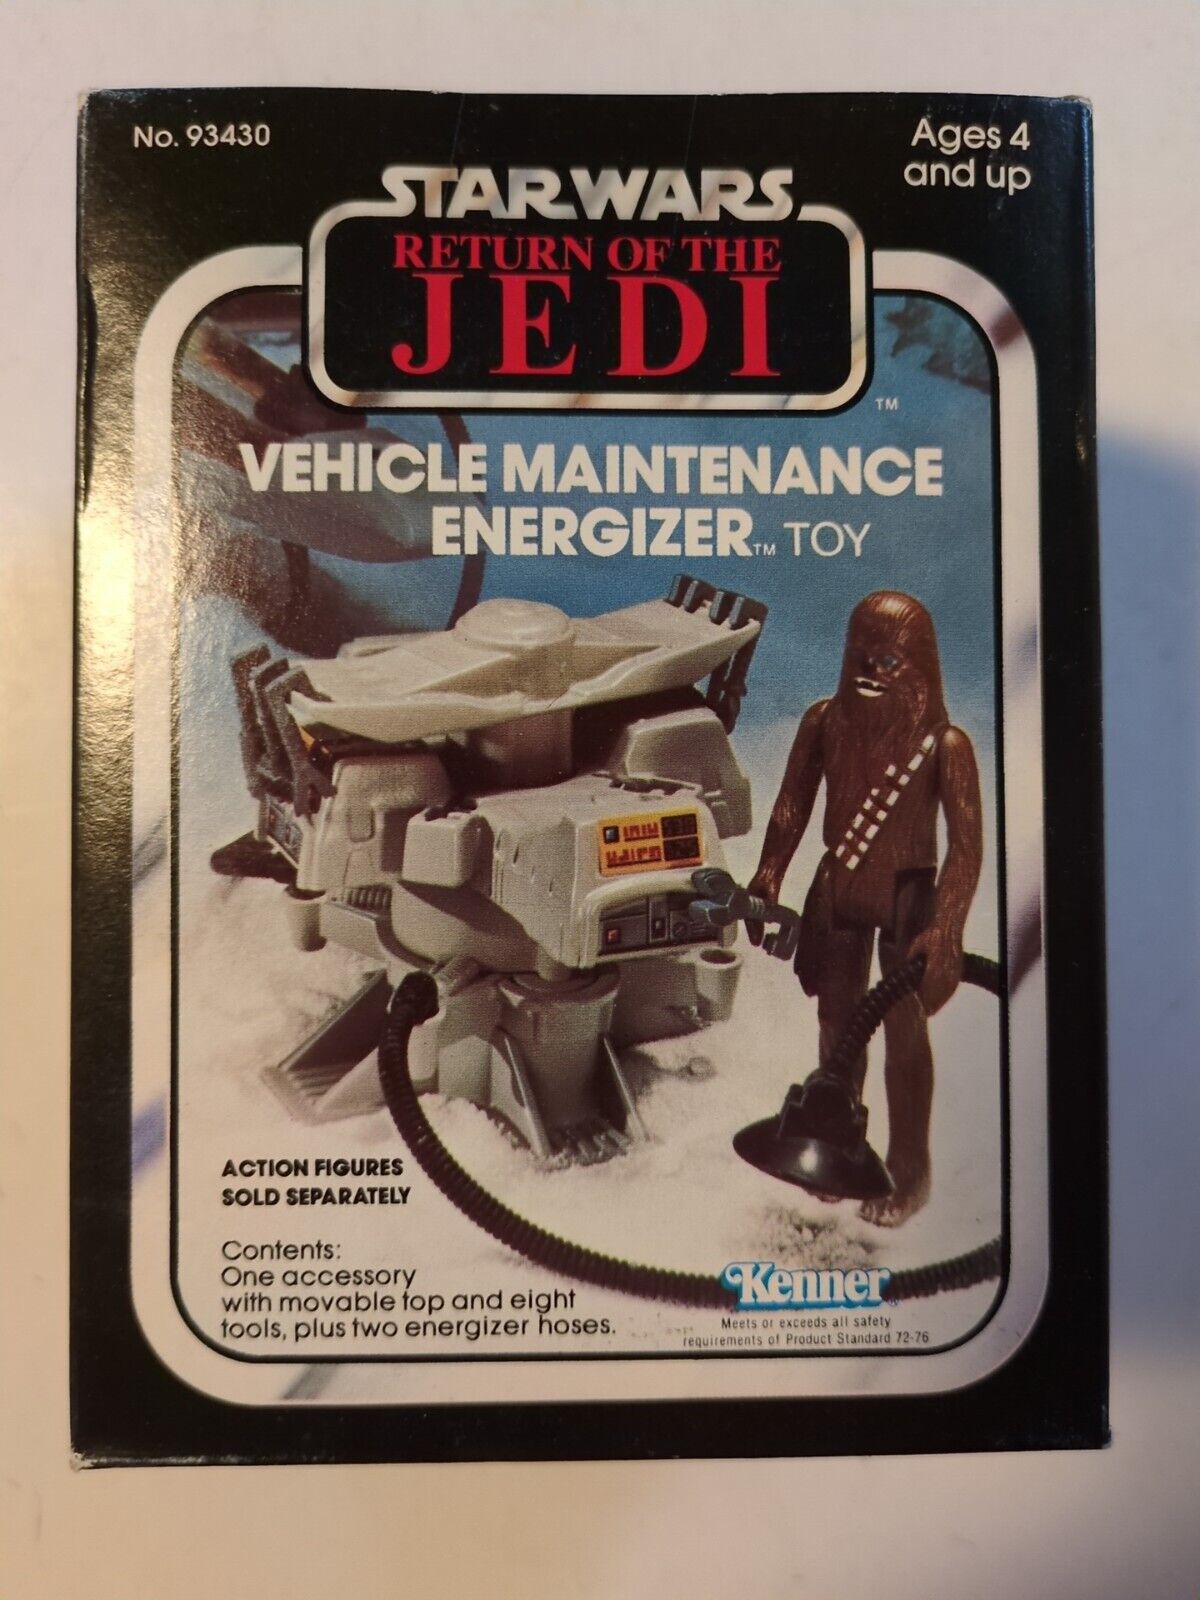 No. 93430
Ages 4
and up
STAR WARS
RETURN OF THE
JEDI
TM
VEHICLE MAINTENANCE
ENERGIZER™ TOY
ACTION FIGURES
SOLD SEPARATELY
Contents:
One accessory
with movable top and eight
tools, plus two energizer hoses.
Kenner®
Meets or exceeds all safety
requirements of Product Standard 72-76